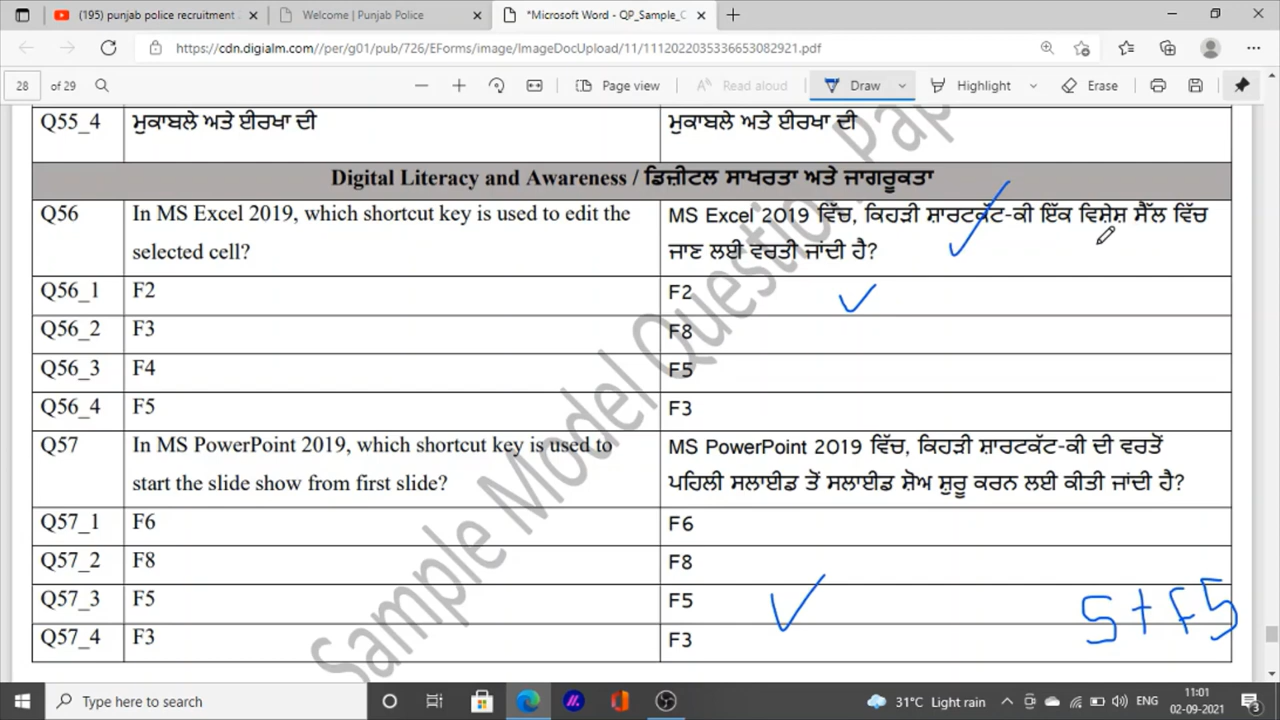 (195) punjab police recruitment
Welcome | Punjab Police
*Microsoft Word - QP_Sample_C
https://cdn.digialm.com//per/g01/pub/726/EForms/image/ImageDocUpload/11/1112022035336653082921.pdf
28 of 29
Page view
Read aloud
Draw
Highlight
Erase
Q55_4 ਮੁਕਾਬਲੇ ਅਤੇ ਈਰਖਾ ਦੀ ਮੁਕਾਬਲੇ ਅਤੇ ਈਰਖਾ ਦੀ
Digital Literacy and Awareness / ਡਿਜ਼ੀਟਲ ਸਾਖਰਤਾ ਅਤੇ ਜਾਗਰੂਕਤਾ
Q56 In MS Excel 2019, which shortcut key is used to edit the
selected cell?
MS Excel 2019 ਵਿੱਚ, ਕਿਹੜੀ ਸ਼ਾਰਟਕੱਟ-ਕੀ ਇੱਕ ਵਿਸ਼ੇਸ਼ ਸੈੱਲ ਵਿੱਚ
ਜਾਣ ਲਈ ਵਰਤੀ ਜਾਂਦੀ ਹੈ?
Q56_1 F2 F2
Q56_2 F3 F8
Q56_3 F4 F5
Q56_4 F5 F3
Q57 In MS PowerPoint 2019, which shortcut key is used to
start the slide show from first slide?
MS PowerPoint 2019 ਵਿੱਚ, ਕਿਹੜੀ ਸ਼ਾਰਟਕੱਟ-ਕੀ ਦੀ ਵਰਤੋਂ
ਪਹਿਲੀ ਸਲਾਈਡ ਤੋਂ ਸਲਾਈਡ ਸ਼ੋਅ ਸ਼ੁਰੂ ਕਰਨ ਲਈ ਕੀਤੀ ਜਾਂਦੀ ਹੈ?
Q57_1 F6 F6
Q57_2 F8 F8
Q57_3 F5 F5
S+F5
Q57_4 F3 F3
Sample Model Question Pap
Type here to search
31°C Light rain
ENG
11:01
02-09-2021
3